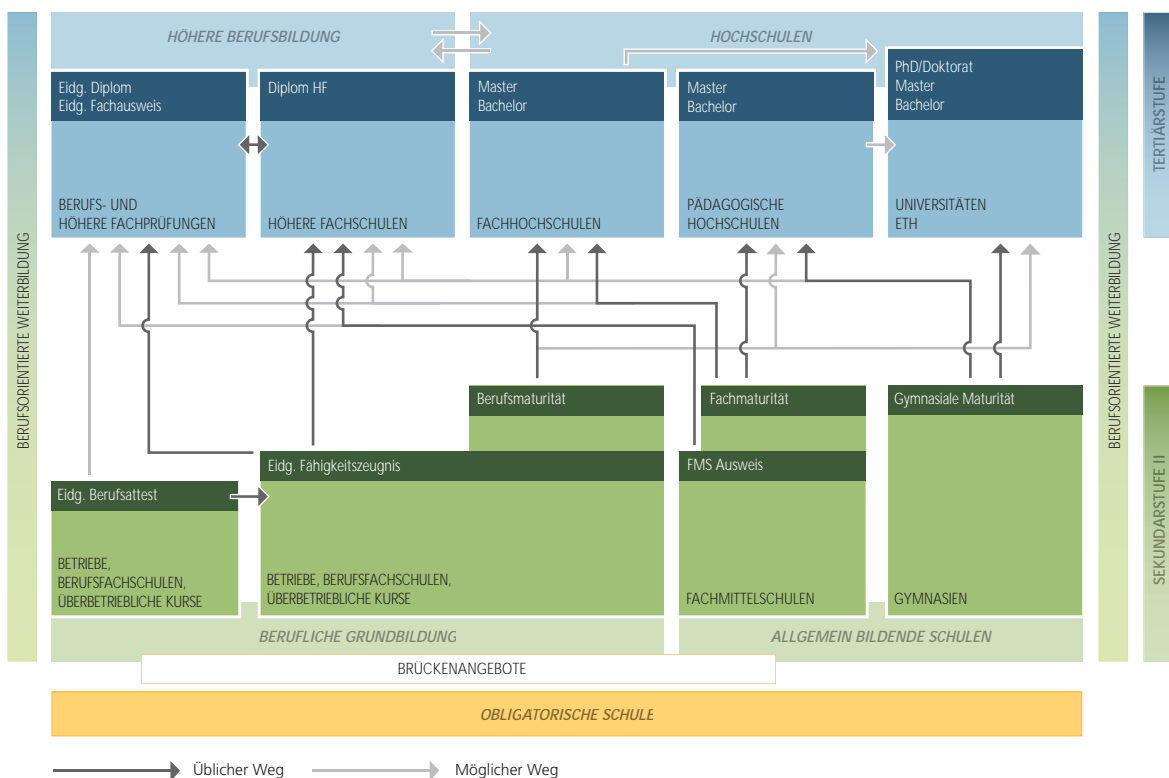 HÖHERE BERUFSBILDUNG
HOCHSCHULEN
Eidg. Diplom
Eidg. Fachausweis
Diplom HF
Master
Bachelor
Master
Bachelor
PhD/Doktorat
Master
Bachelor
BERUFS- UND
HÖHERE FACHPRÜFUNGEN
HÖHERE FACHSCHULEN
FACHHOCHSCHULEN
PÄDAGOGISCHE
HOCHSCHULEN
UNIVERSITÄTEN
ETH
BERUFSORIENTIERTE WEITERBILDUNG
BERUFSORIENTIERTE WEITERBILDUNG
TERTIÄRSTUFE
SEKUNDARSTUFE II
Berufsmaturität
Fachmaturität
Gymnasiale Maturität
Eidg. Fähigkeitszeugnis
FMS Ausweis
Eidg. Berufsattest
BETRIEBE,
BERUFSFACHSCHULEN,
ÜBERBETRIEBLICHE KURSE
BETRIEBE, BERUFSFACHSCHULEN,
ÜBERBETRIEBLICHE KURSE
FACHMITTELSCHULEN
GYMNASIEN
BERUFLICHE GRUNDBILDUNG
ALLGEMEIN BILDENDE SCHULEN
BRÜCKENANGEBOTE
OBLIGATORISCHE SCHULE
Üblicher Weg
Möglicher Weg